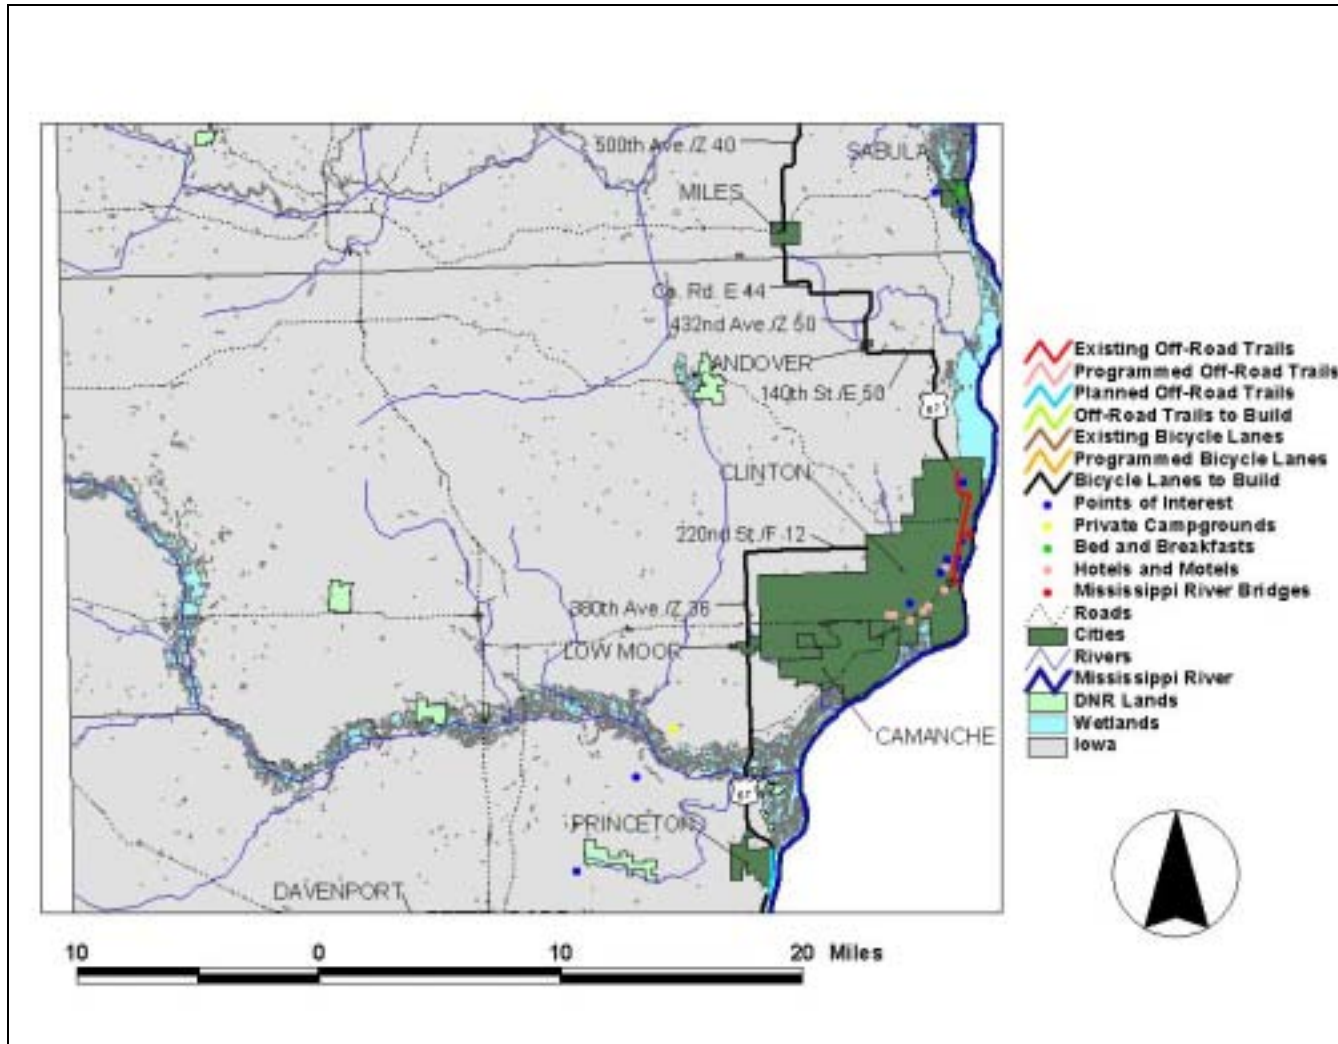 500th Ave./Z 40
SABULA
MILES
Co. Rd. E 44
432nd Ave./Z 50
ANDOVER
140th St./E 50
67
CLINTON
220nd St./F 12
380th Ave./Z 36
LOW MOOR
CAMANCHE
67
PRINCETON
DAVENPORT
Existing Off-Road Trails
Programmed Off-Road Trails
Planned Off-Road Trails
Off-Road Trails to Build
Existing Bicycle Lanes
Programmed Bicycle Lanes
Bicycle Lanes to Build
Points of Interest
Private Campgrounds
Bed and Breakfasts
Hotels and Motels
Mississippi River Bridges
Roads
Cities
Rivers
Mississippi River
DNR Lands
Wetlands
Iowa
10 0 10 20 Miles